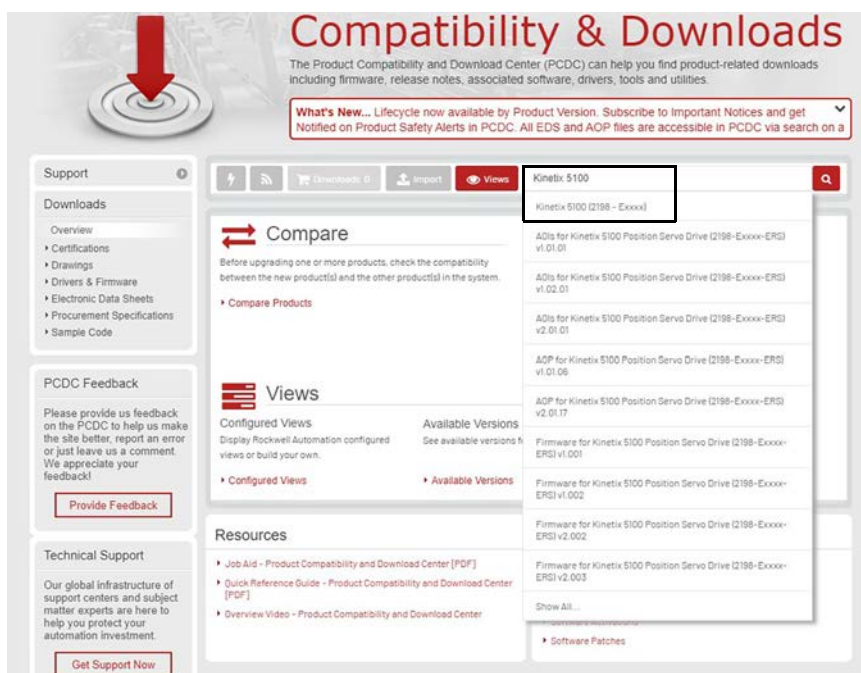 Compatibility & Downloads
The Product Compatibility and Download Center (PCDC) can help you find product-related downloads
including firmware, release notes, associated software, drivers, tools and utilities.
What's New... Lifecycle now available by Product Version. Subscribe to Important Notices and get
Notified on Product Safety Alerts in PCDC. All EDS and AOP files are accessible in PCDC via search on a
Support
Downloads
Overview
Certifications
Drawings
Drivers & Firmware
Electronic Data Sheets
Procurement Specifications
Sample Code
PCDC Feedback
Please provide us feedback
on the PCDC to help us make
the site better, report an error
or just leave us a comment.
We appreciate your
feedback!
Provide Feedback
Technical Support
Our global infrastructure of
support centers and subject
matter experts are here to
help you protect your
automation investment.
Get Support Now
Downloads 0
Import
Views
Kinetix 5100
Kinetix 5100 (2198 - Exxxx)
AOIs for Kinetix 5100 Position Servo Drive (2198-Exxxx-ERS)
v1.01.01
AOIs for Kinetix 5100 Position Servo Drive (2198-Exxxx-ERS)
v1.02.01
AOIs for Kinetix 5100 Position Servo Drive (2198-Exxxx-ERS)
v2.01.01
AOP for Kinetix 5100 Position Servo Drive (2198-Exxxx-ERS)
v1.01.06
AOP for Kinetix 5100 Position Servo Drive (2198-Exxxx-ERS)
v2.01.17
Firmware for Kinetix 5100 Position Servo Drive (2198-Exxxx-
ERS) v1.001
Firmware for Kinetix 5100 Position Servo Drive (2198-Exxxx-
ERS) v1.002
Firmware for Kinetix 5100 Position Servo Drive (2198-Exxxx-
ERS) v2.002
Firmware for Kinetix 5100 Position Servo Drive (2198-Exxxx-
ERS) v2.003
Show All...
Compare
Before upgrading one or more products, check the compatibility
between the new product(s) and the other product(s) in the system.
Compare Products
Views
Configured Views
Display Rockwell Automation configured
views or build your own.
Configured Views
Available Versions
See available versions f
Available Versions
Resources
Job Aid - Product Compatibility and Download Center [PDF]
Quick Reference Guide - Product Compatibility and Download Center
[PDF]
Overview Video - Product Compatibility and Download Center
Software Patches